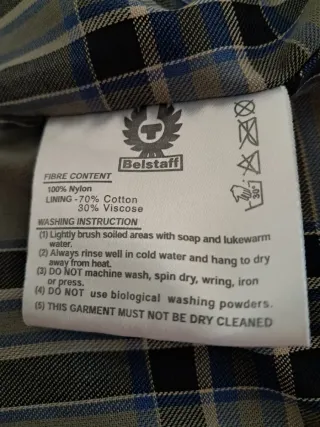 Belstaff
FIBRE CONTENT
100% Nylon
LINING -70% Cotton
30% Viscose
WASHING INSTRUCTION
(1) Lightly brush soiled areas with soap and lukewarm
water.
(2) Always rinse well in cold water and hang to dry
away from heat.
(3) DO NOT machine wash, spin dry, wring, iron
or press.
(4) DO NOT use biological washing powders.
(5) THIS GARMENT MUST NOT BE DRY CLEANED
30°